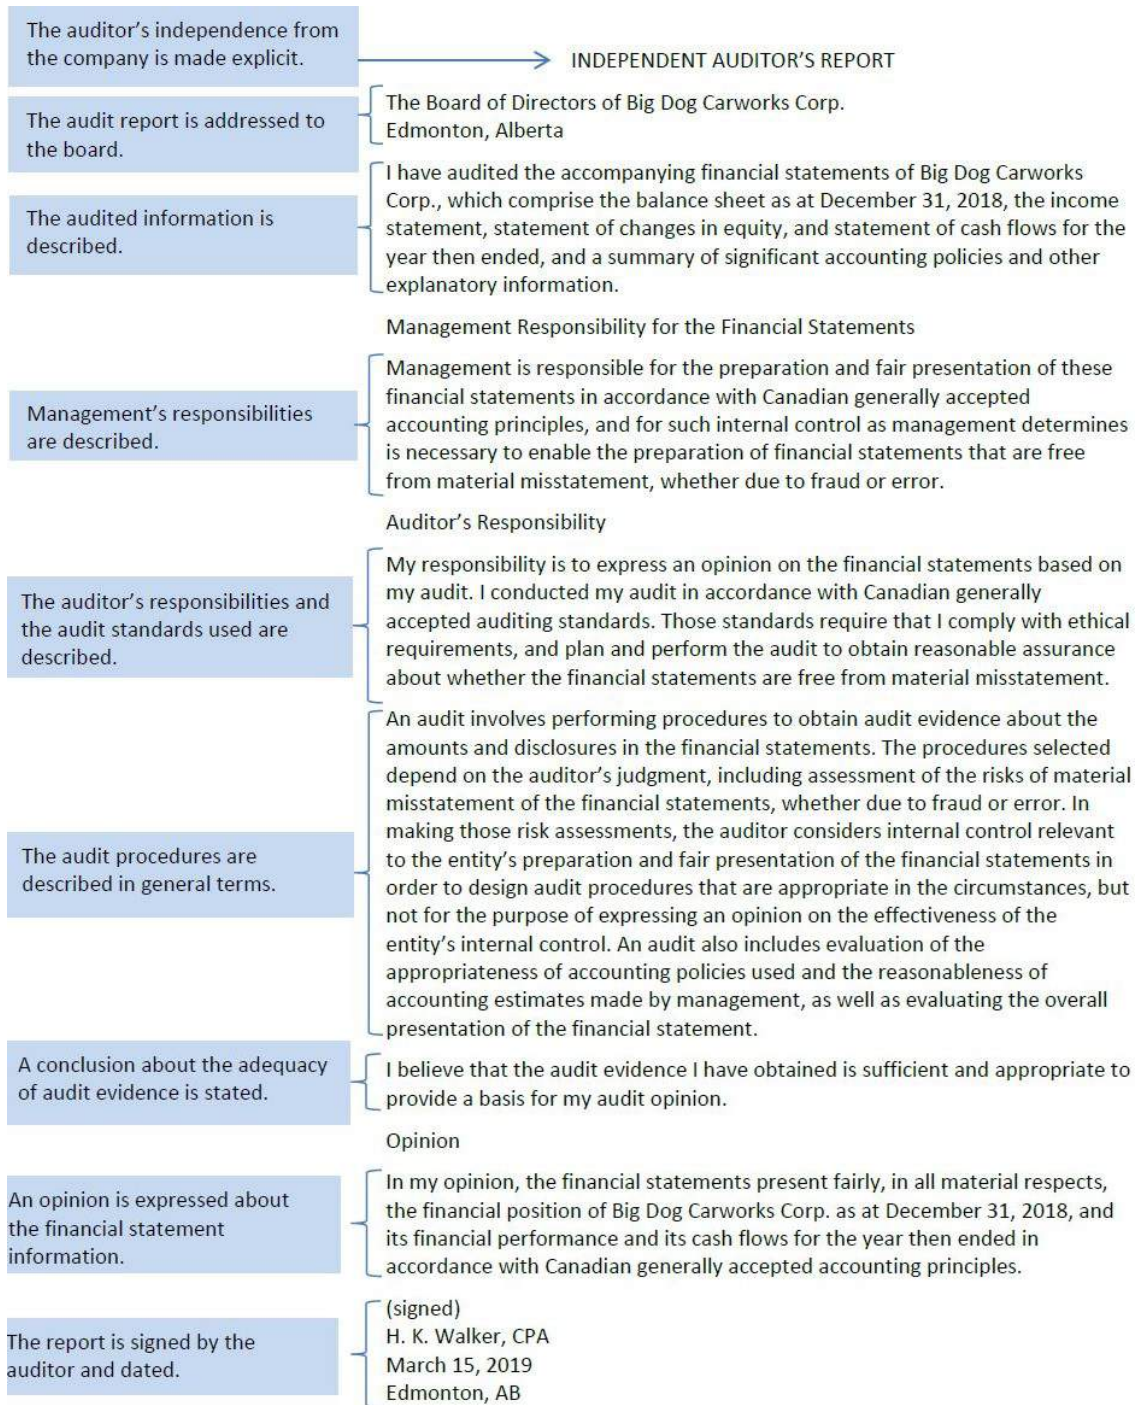 The auditor’s independence from
the company is made explicit.
INDEPENDENT AUDITOR’S REPORT
The audit report is addressed to
the board.
The Board of Directors of Big Dog Carworks Corp.
Edmonton, Alberta
The audited information is
described.
I have audited the accompanying financial statements of Big Dog Carworks
Corp., which comprise the balance sheet as at December 31, 2018, the income
statement, statement of changes in equity, and statement of cash flows for the
year then ended, and a summary of significant accounting policies and other
explanatory information.
Management Responsibility for the Financial Statements
Management’s responsibilities
are described.
Management is responsible for the preparation and fair presentation of these
financial statements in accordance with Canadian generally accepted
accounting principles, and for such internal control as management determines
is necessary to enable the preparation of financial statements that are free
from material misstatement, whether due to fraud or error.
Auditor’s Responsibility
The auditor’s responsibilities and
the audit standards used are
described.
My responsibility is to express an opinion on the financial statements based on
my audit. I conducted my audit in accordance with Canadian generally
accepted auditing standards. Those standards require that I comply with ethical
requirements, and plan and perform the audit to obtain reasonable assurance
about whether the financial statements are free from material misstatement.
The audit procedures are
described in general terms.
An audit involves performing procedures to obtain audit evidence about the
amounts and disclosures in the financial statements. The procedures selected
depend on the auditor’s judgment, including assessment of the risks of material
misstatement of the financial statements, whether due to fraud or error. In
making those risk assessments, the auditor considers internal control relevant
to the entity’s preparation and fair presentation of the financial statements in
order to design audit procedures that are appropriate in the circumstances, but
not for the purpose of expressing an opinion on the effectiveness of the
entity’s internal control. An audit also includes evaluation of the
appropriateness of accounting policies used and the reasonableness of
accounting estimates made by management, as well as evaluating the overall
presentation of the financial statement.
A conclusion about the adequacy
of audit evidence is stated.
I believe that the audit evidence I have obtained is sufficient and appropriate to
provide a basis for my audit opinion.
Opinion
An opinion is expressed about
the financial statement
information.
In my opinion, the financial statements present fairly, in all material respects,
the financial position of Big Dog Carworks Corp. as at December 31, 2018, and
its financial performance and its cash flows for the year then ended in
accordance with Canadian generally accepted accounting principles.
The report is signed by the
auditor and dated.
(signed)
H. K. Walker, CPA
March 15, 2019
Edmonton, AB